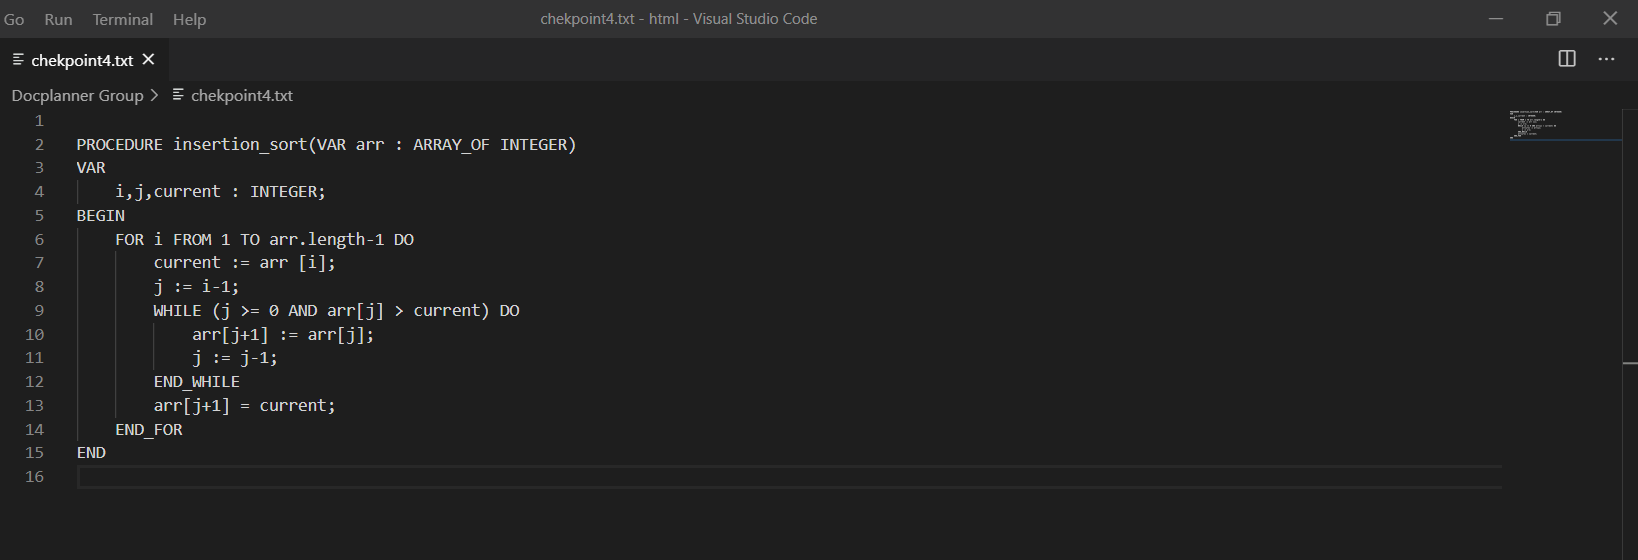 Go Run Terminal Help chekpoint4.txt - html - Visual Studio Code
chekpoint4.txt
Docplanner Group > chekpoint4.txt
1
2 PROCEDURE insertion_sort(VAR arr : ARRAY_OF INTEGER)
3 VAR
4 i,j,current : INTEGER;
5 BEGIN
6 FOR i FROM 1 TO arr.length-1 DO
7 current := arr [i];
8 j := i-1;
9 WHILE (j >= 0 AND arr[j] > current) DO
10 arr[j+1] := arr[j];
11 j := j-1;
12 END_WHILE
13 arr[j+1] = current;
14 END_FOR
15 END
16